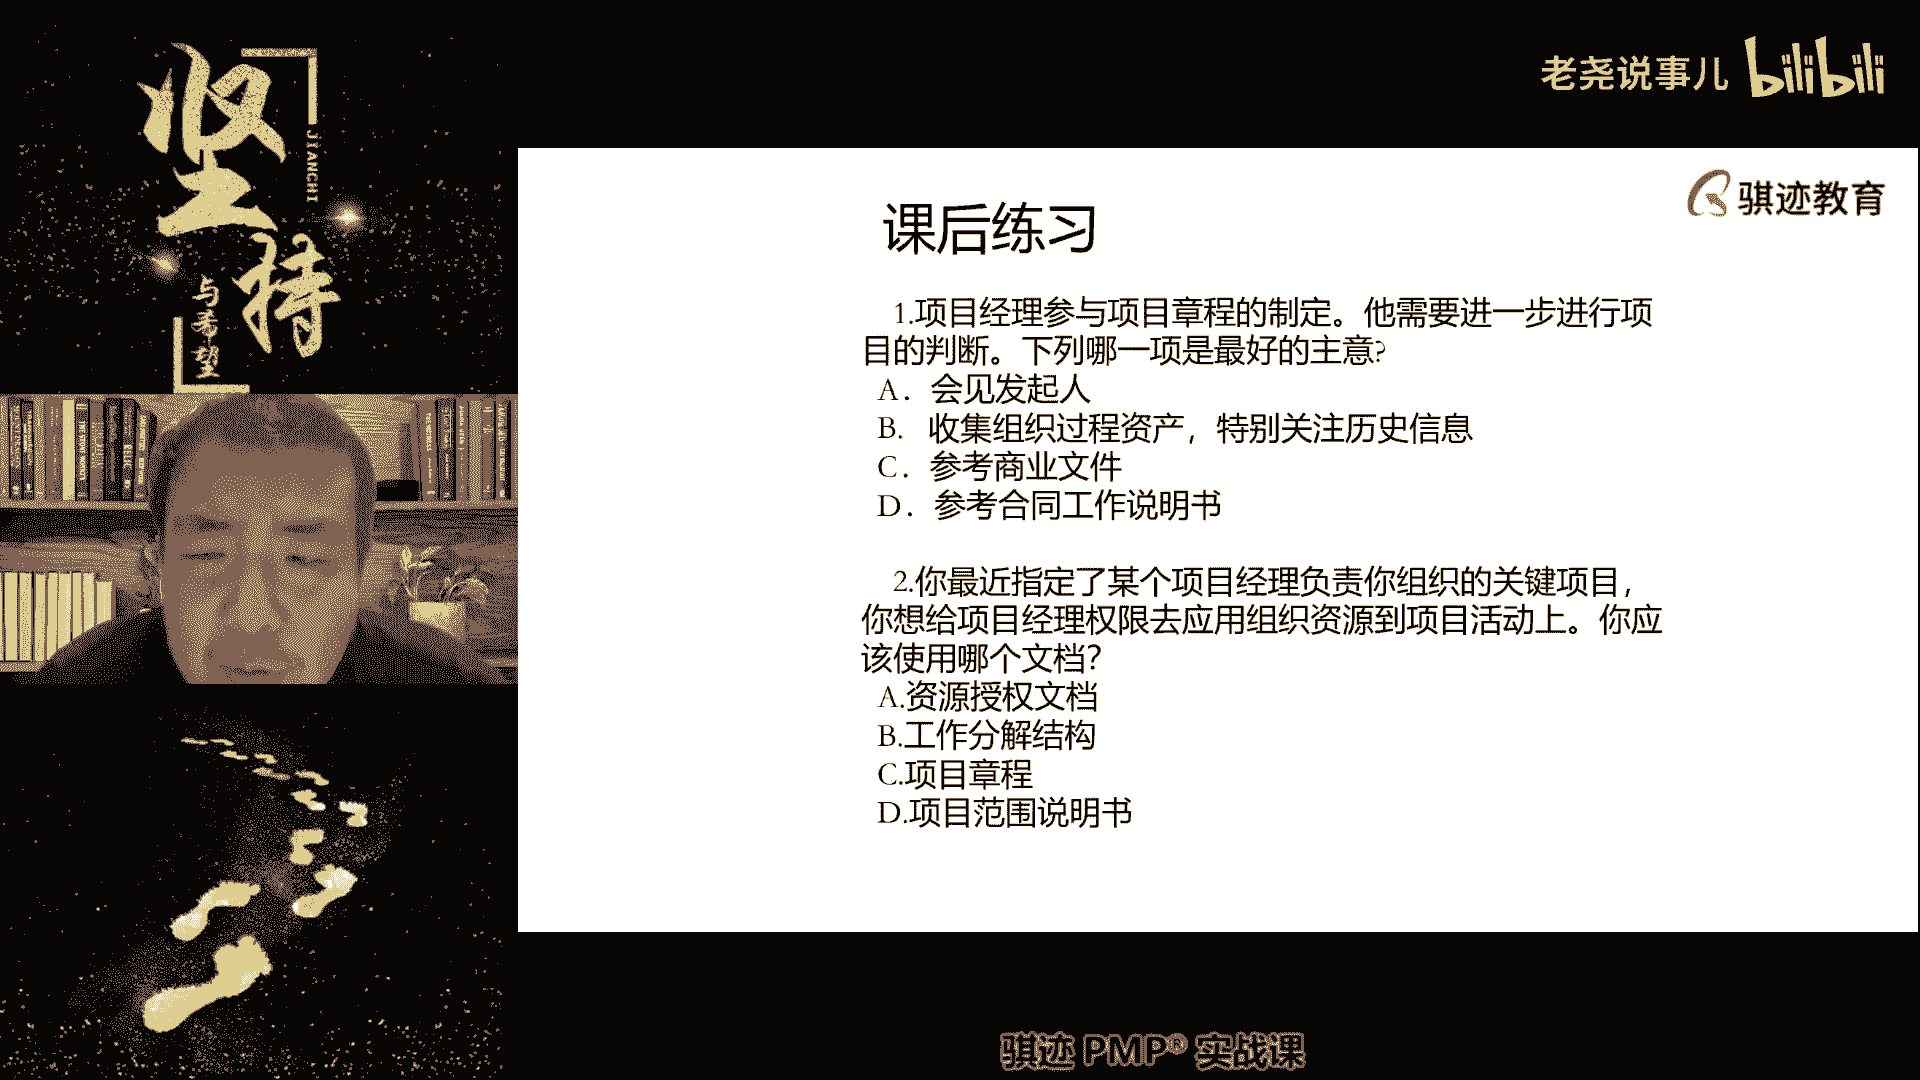 坚持
JIANCHI
与希望
老尧说事儿 bilibili
骐迹教育
课后练习
1.项目经理参与项目章程的制定。他需要进一步进行项
目的判断。下列哪一项是最好的主意?
A．会见发起人
B. 收集组织过程资产，特别关注历史信息
C．参考商业文件
D．参考合同工作说明书
2.你最近指定了某个项目经理负责你组织的关键项目，
你想给项目经理权限去应用组织资源到项目活动上。你应
该使用哪个文档？
A.资源授权文档
B.工作分解结构
C.项目章程
D.项目范围说明书
骐迹 PMP® 实战课